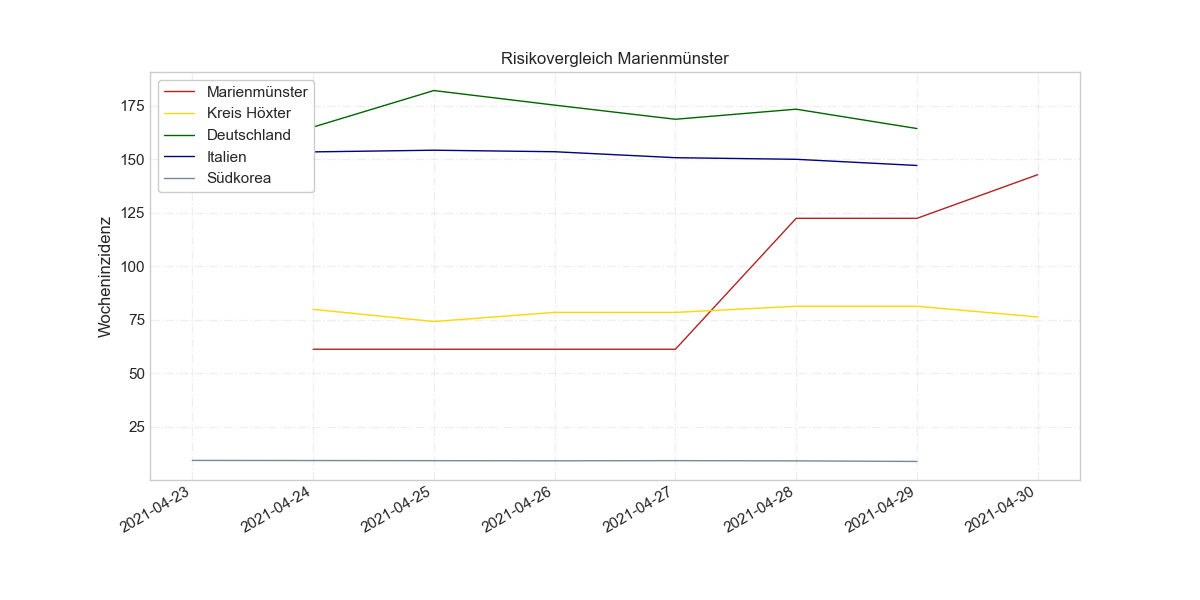 Risikovergleich Marienmünster
Marienmünster
Kreis Höxter
Deutschland
Italien
Südkorea
Wocheninzidenz
175
150
125
100
75
50
25
2021-04-23
2021-04-24
2021-04-25
2021-04-26
2021-04-27
2021-04-28
2021-04-29
2021-04-30